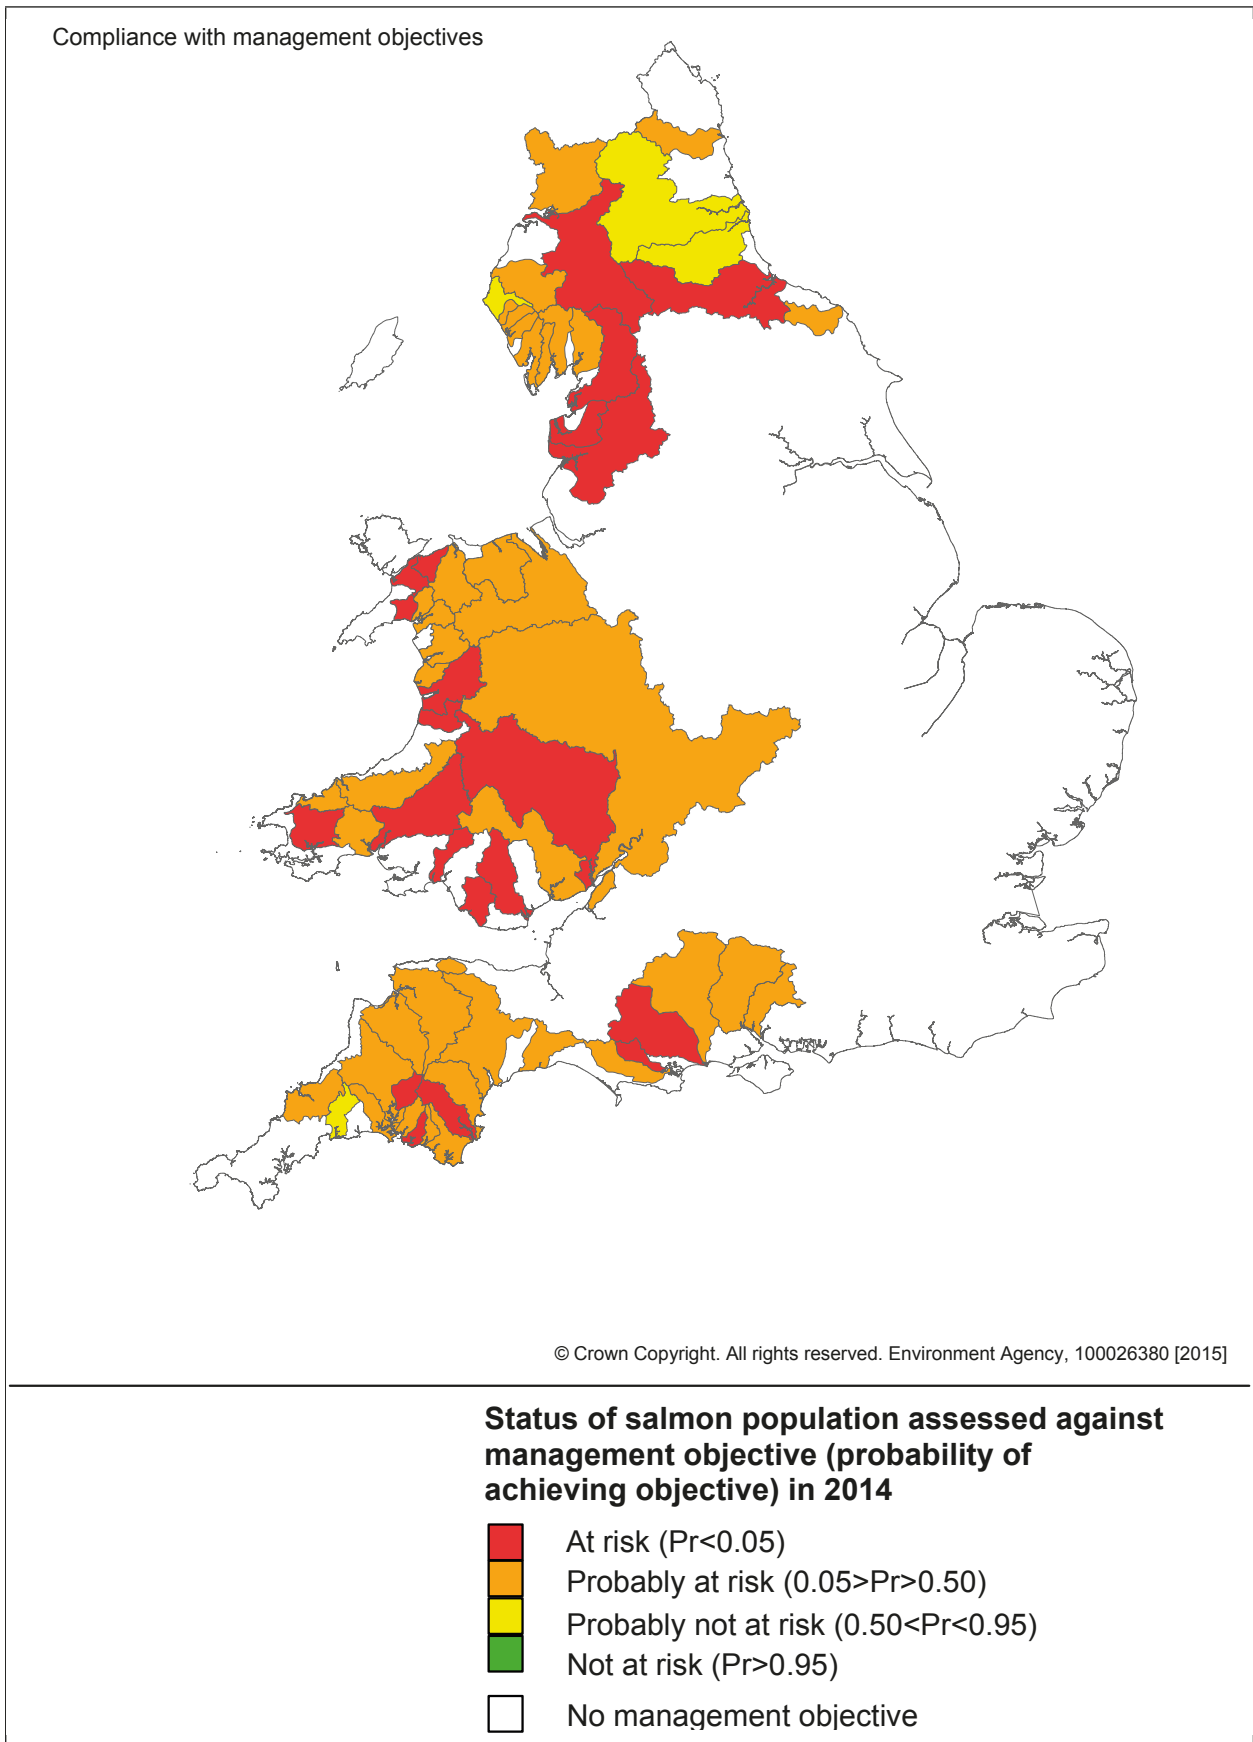 Compliance with management objectives
© Crown Copyright. All rights reserved. Environment Agency, 100026380 [2015]
Status of salmon population assessed against
management objective (probability of
achieving objective) in 2014
At risk (Pr<0.05)
Probably at risk (0.05>Pr>0.50)
Probably not at risk (0.50<Pr<0.95)
Not at risk (Pr>0.95)
No management objective